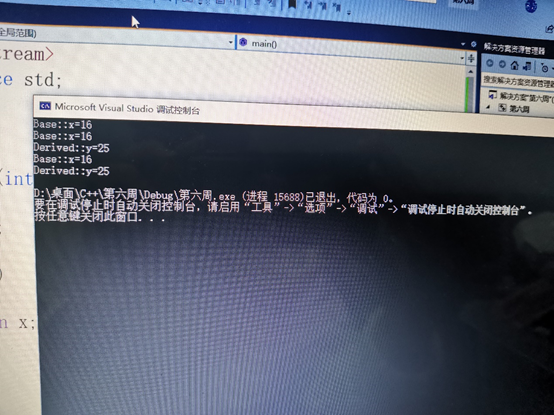 全局范围)
main()
解决方案资源管理器
搜索解决方案资源管理器
解决方案"第六周"
第六周
tream>
ce std;
Microsoft Visual Studio 调试控制台
Base::x=16
Base::x=16
Derived::y=25
Base::x=16
Derived::y=25
D:\桌面\C++\第六周\Debug\第六周.exe (进程 15688)已退出，代码为 0。
要在调试停止时自动关闭控制台，请启用“工具”->“选项”->“调试”->“调试停止时自动关闭控制台”。
按任意键关闭此窗口. . .
(int
)
n x;